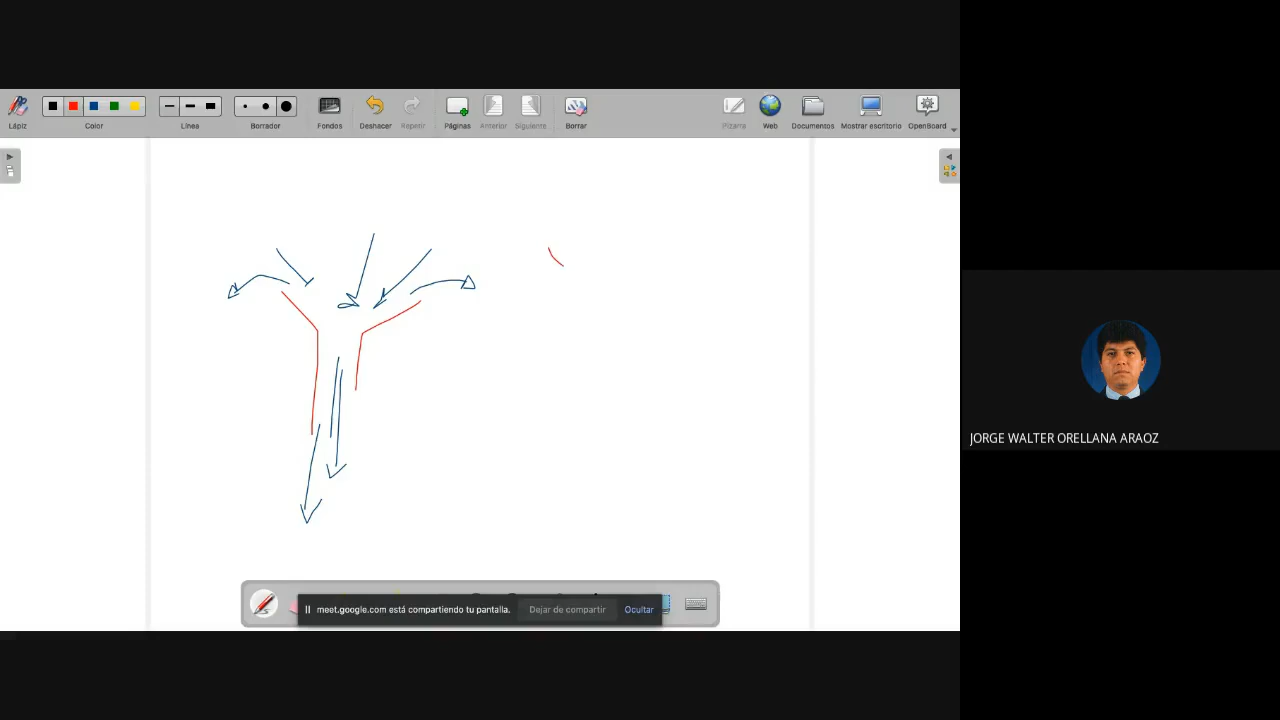 Lápiz Color Línea Borrador Fondos Deshacer Repetir Páginas Anterior Siguiente Borrar Pizarra Web Documentos Mostrar escritorio OpenBoard
JORGE WALTER ORELLANA ARAOZ
meet.google.com está compartiendo tu pantalla. Dejar de compartir Ocultar